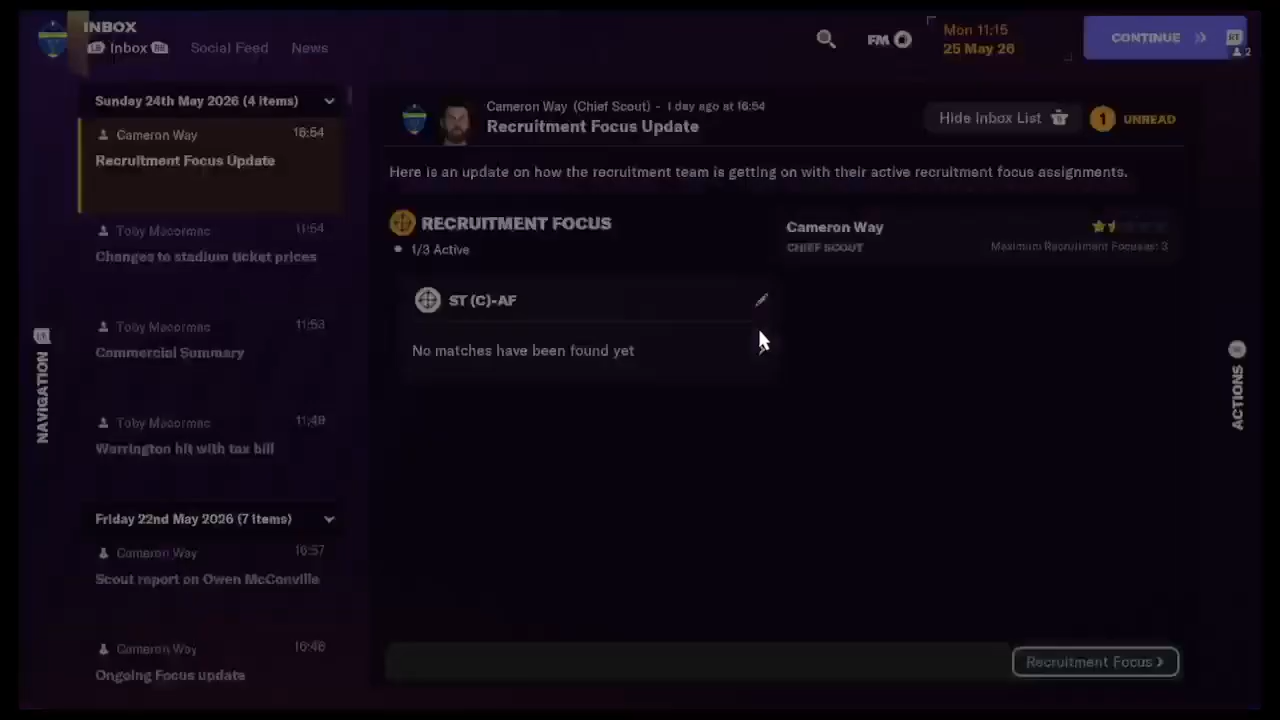 INBOX
Inbox
Social Feed
News
FM
Mon 11:15
25 May 26
CONTINUE
RT
2
Sunday 24th May 2026 (4 items)
Cameron Way
16:54
Recruitment Focus Update
Toby Macormac
11:54
Changes to stadium ticket prices
Toby Macormac
11:53
Commercial Summary
Toby Macormac
Warrington hit with tax bill
Friday 22nd May 2026 (7 items)
Cameron Way
16:57
Scout report on Owen McConville
Cameron Way
Ongoing Focus update
Cameron Way (Chief Scout) - 1 day ago at 16:54
Recruitment Focus Update
Hide Inbox List
1
UNREAD
Here is an update on how the recruitment team is getting on with their active recruitment focus assignments.
RECRUITMENT FOCUS
1/3 Active
Cameron Way
CHIEF SCOUT
Maximum Recruitment Focuses: 3
ST (C)-AF
No matches have been found yet
Recruitment Focus
NAVIGATION
ACTIONS